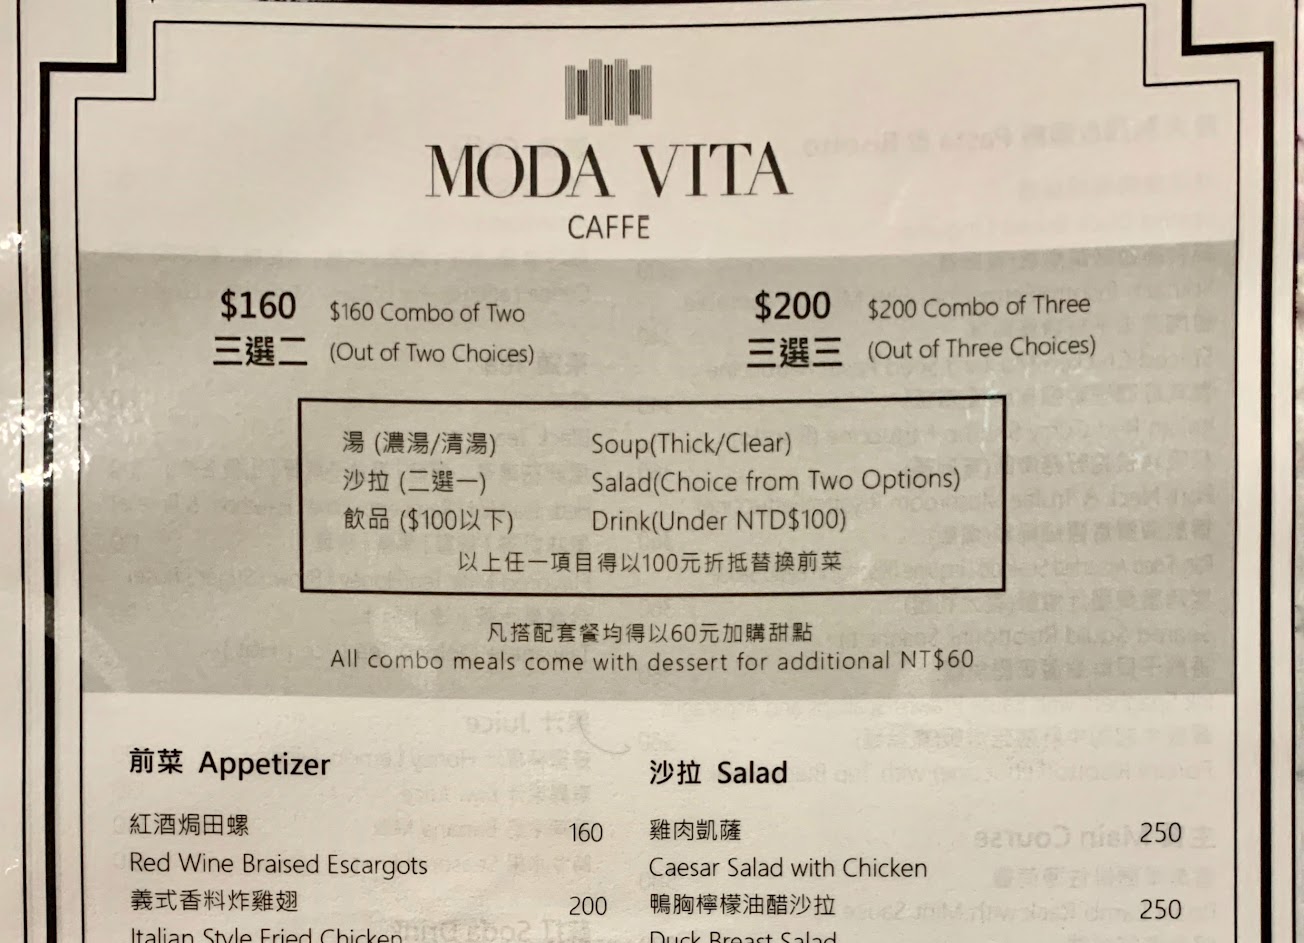 MODA VITA
CAFFE
$160 $160 Combo of Two
三選二 (Out of Two Choices)
$200 $200 Combo of Three
三選三 (Out of Three Choices)
湯 (濃湯/清湯) Soup(Thick/Clear)
沙拉 (二選一) Salad(Choice from Two Options)
飲品 ($100以下) Drink(Under NTD$100)
以上任一項目得以100元折抵替換前菜
凡搭配套餐均得以60元加購甜點
All combo meals come with dessert for additional NT$60
前菜 Appetizer
紅酒焗田螺 160
Red Wine Braised Escargots
義式香料炸雞翅 200
Italian Style Fried Chicken
沙拉 Salad
雞肉凱薩 250
Caesar Salad with Chicken
鴨胸檸檬油醋沙拉 250
Duck Breast Salad